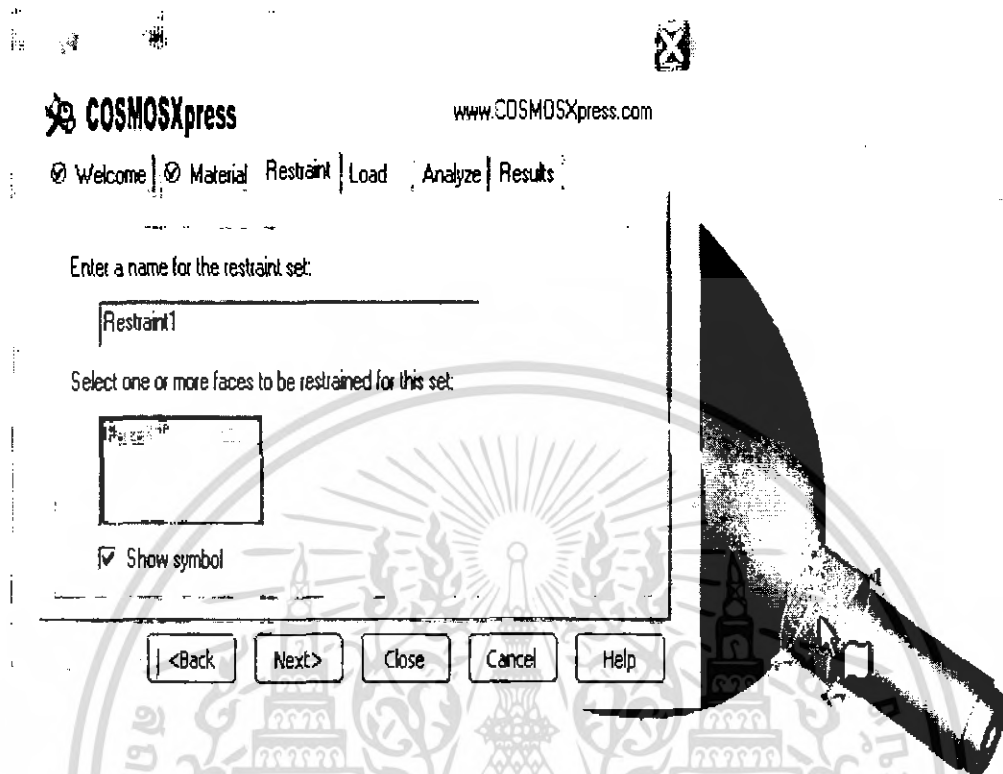 COSMOSXpress
www.COSMOSXpress.com
Welcome Material Restraint Load Analyze Results
Enter a name for the restraint set:
Restraint1
Select one or more faces to be restrained for this set:
Show symbol
<Back Next> Close Cancel Help